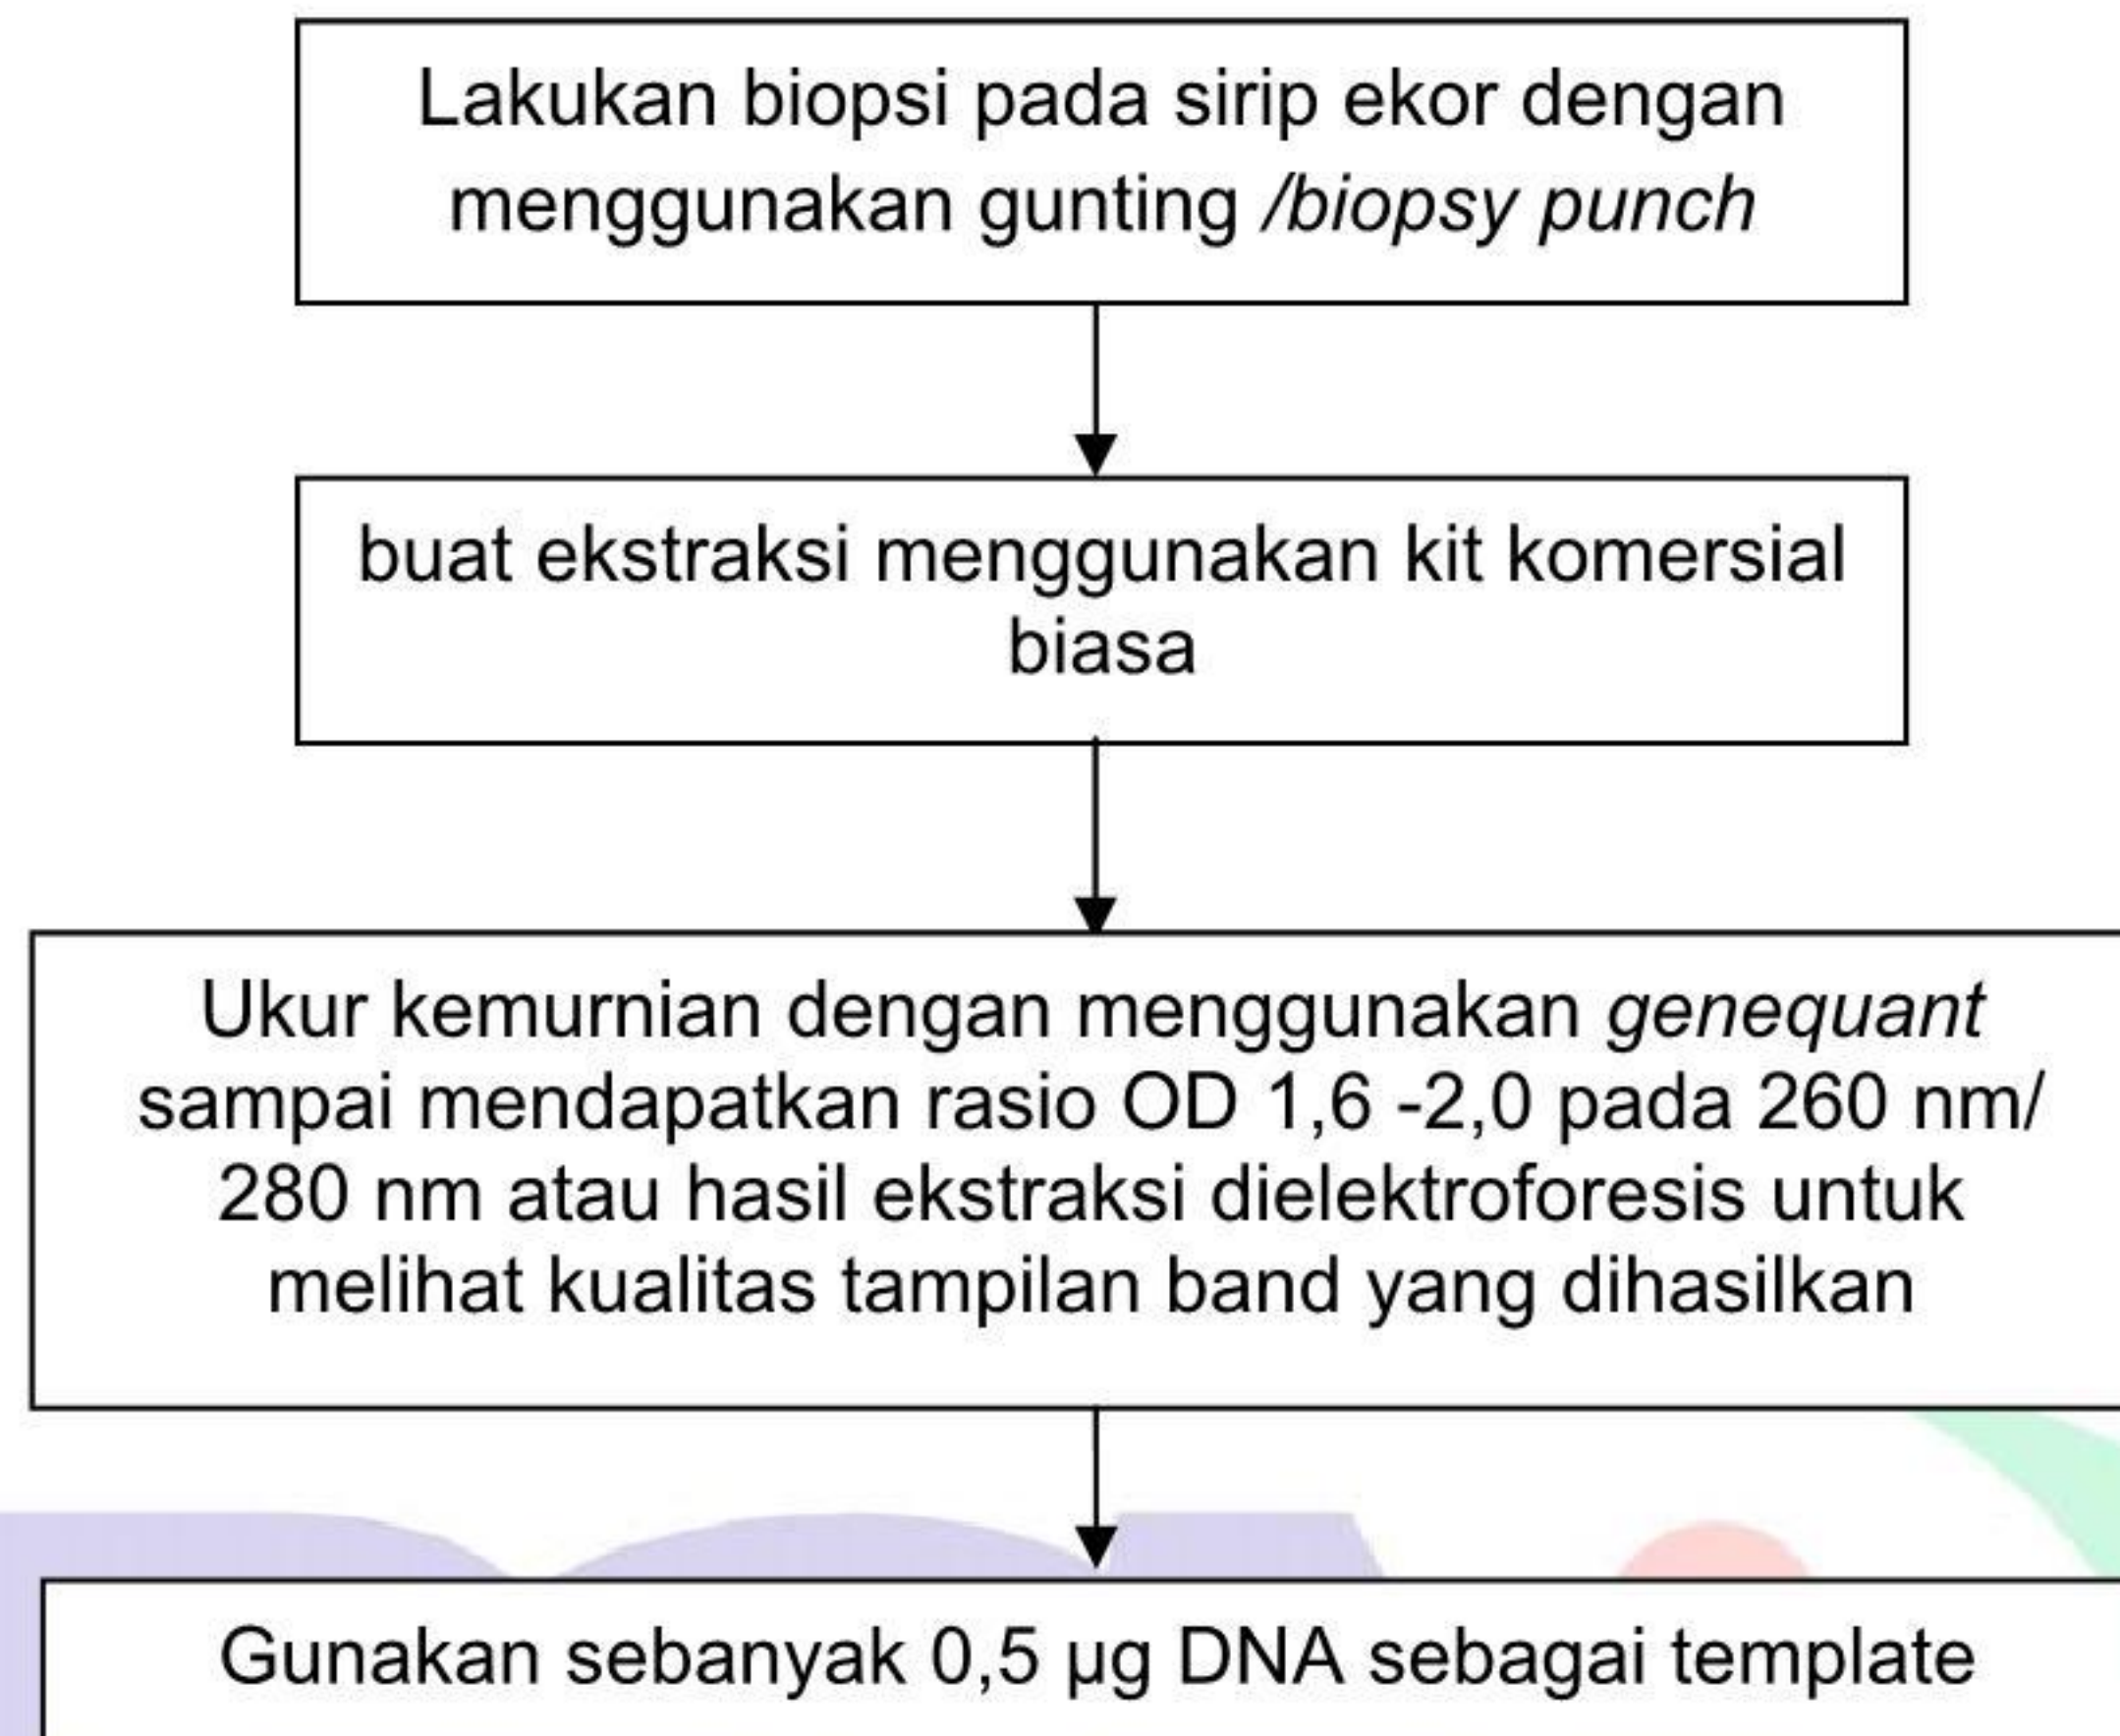 Lakukan biopsi pada sirip ekor dengan
menggunakan gunting /biopsy punch
buat ekstraksi menggunakan kit komersial
biasa
Ukur kemurnian dengan menggunakan genequant
sampai mendapatkan rasio OD 1,6 -2,0 pada 260 nm/
280 nm atau hasil ekstraksi dielektroforesis untuk
melihat kualitas tampilan band yang dihasilkan
Gunakan sebanyak 0,5 µg DNA sebagai template